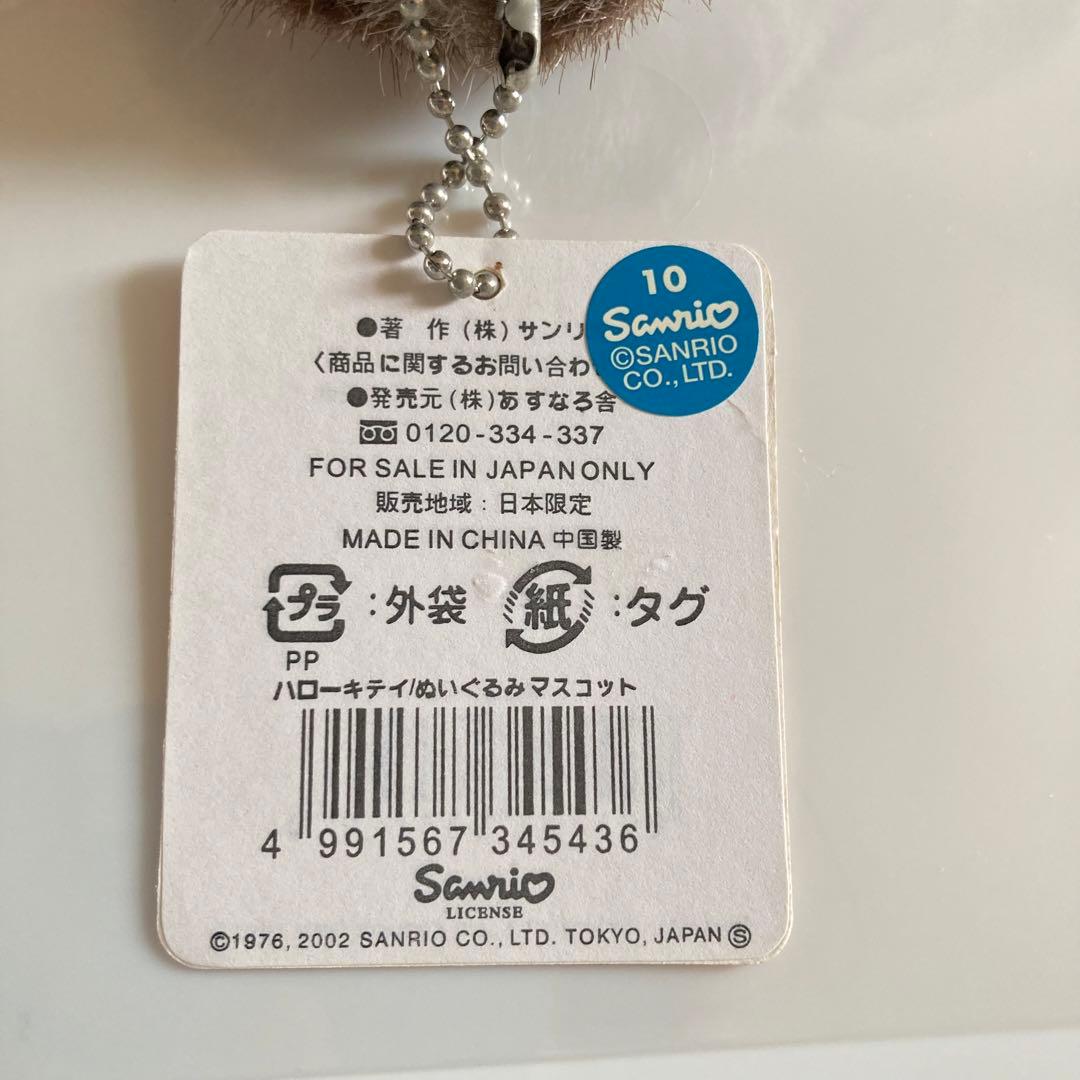 10
Sanrio
©SANRIO
CO., LTD.
●著 作(株)サンリ
〈商品に関するお問い合わ
●発売元(株)あすなろ舎
0120-334-337
FOR SALE IN JAPAN ONLY
販売地域：日本限定
MADE IN CHINA 中国製
プラ：外袋 紙：タグ
PP
ハローキテイ/ぬいぐるみマスコット
4 991567 345436
Sanrio
LICENSE
©1976, 2002 SANRIO CO., LTD. TOKYO, JAPAN Ⓢ